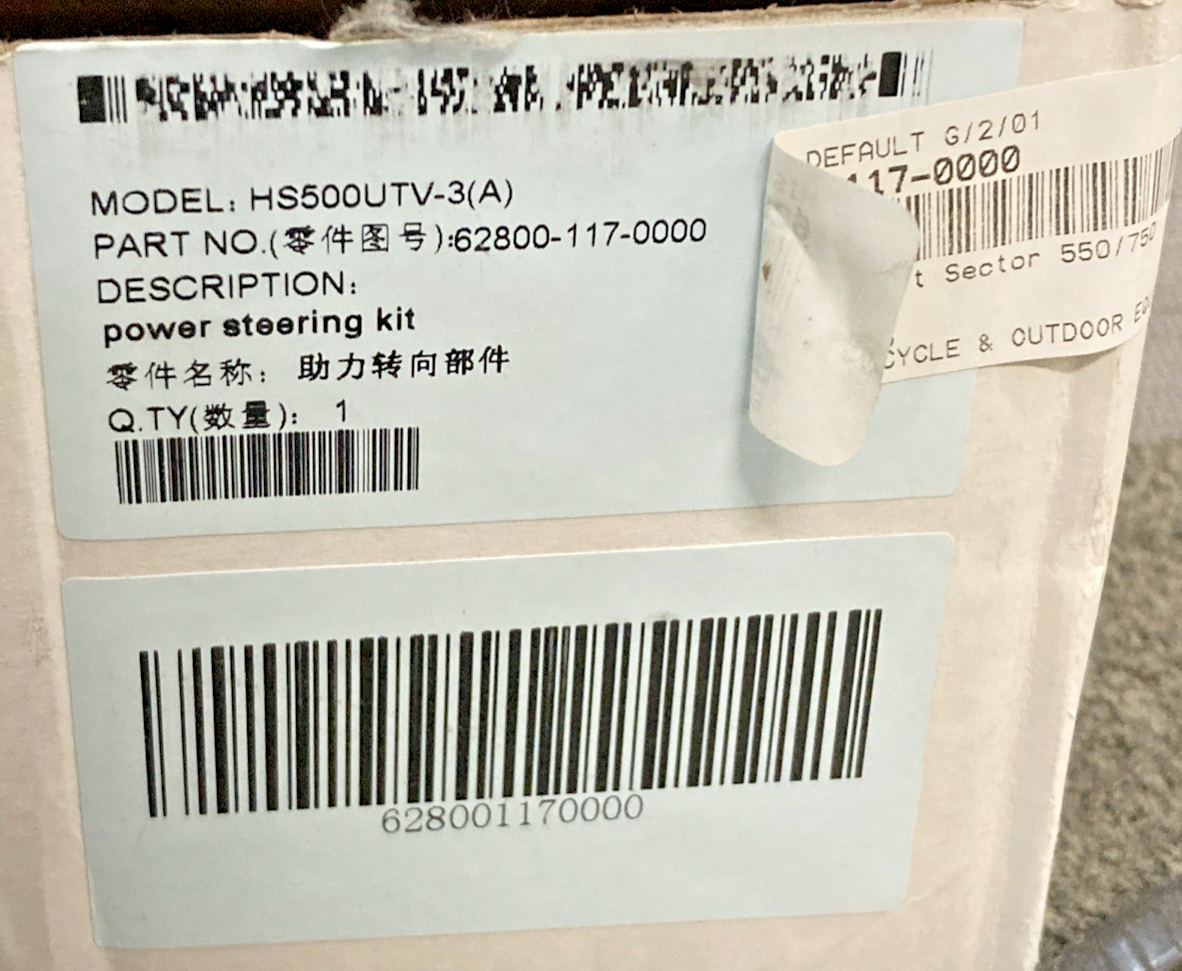 MODEL: HS500UTV-3(A)
PART NO.(零件图号):62800-117-0000
DESCRIPTION:
power steering kit
零件名称: 助力转向部件
Q.TY(数量): 1
628001170000
DEFAULT G/2/01
117-0000
Sector 550/750
CYCLE & OUTDOOR